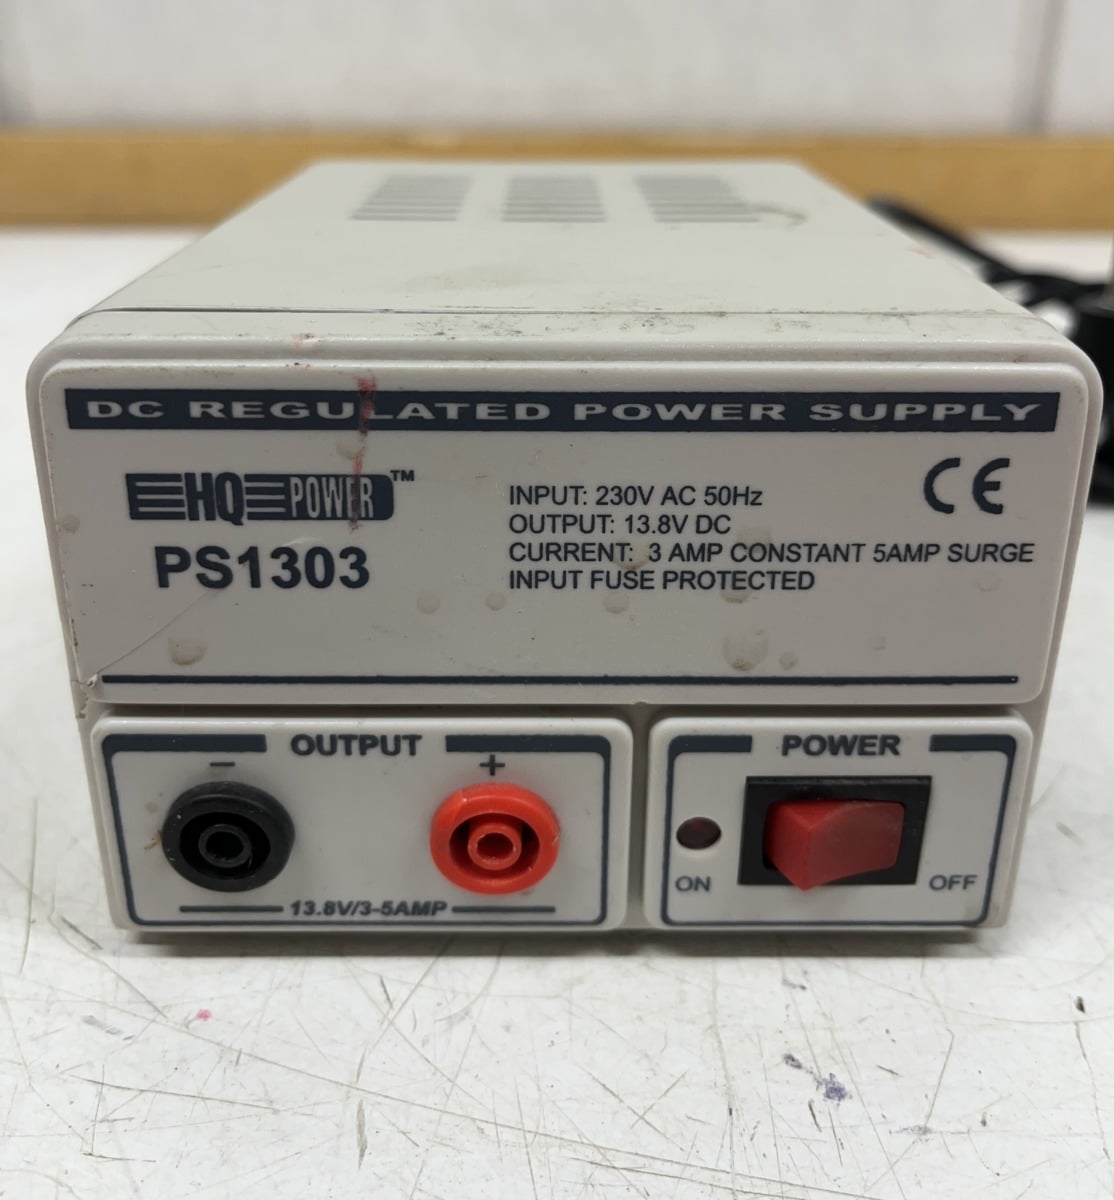 DC REGULATED POWER SUPPLY
HQ POWER™
PS1303
CE
INPUT: 230V AC 50Hz
OUTPUT: 13.8V DC
CURRENT: 3 AMP CONSTANT 5AMP SURGE
INPUT FUSE PROTECTED
OUTPUT
- +
13.8V/3-5AMP
POWER
ON OFF